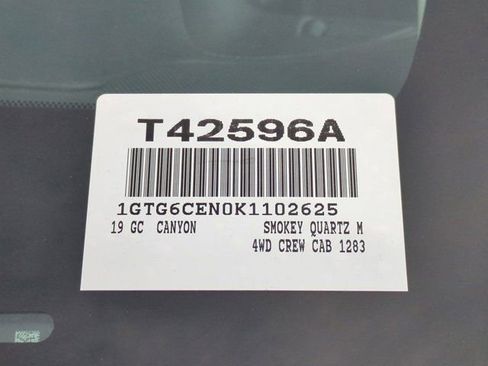 T42596A
1GTG6CEN0K1102625
19 GC CANYON SMOKEY QUARTZ M
4WD CREW CAB 1283